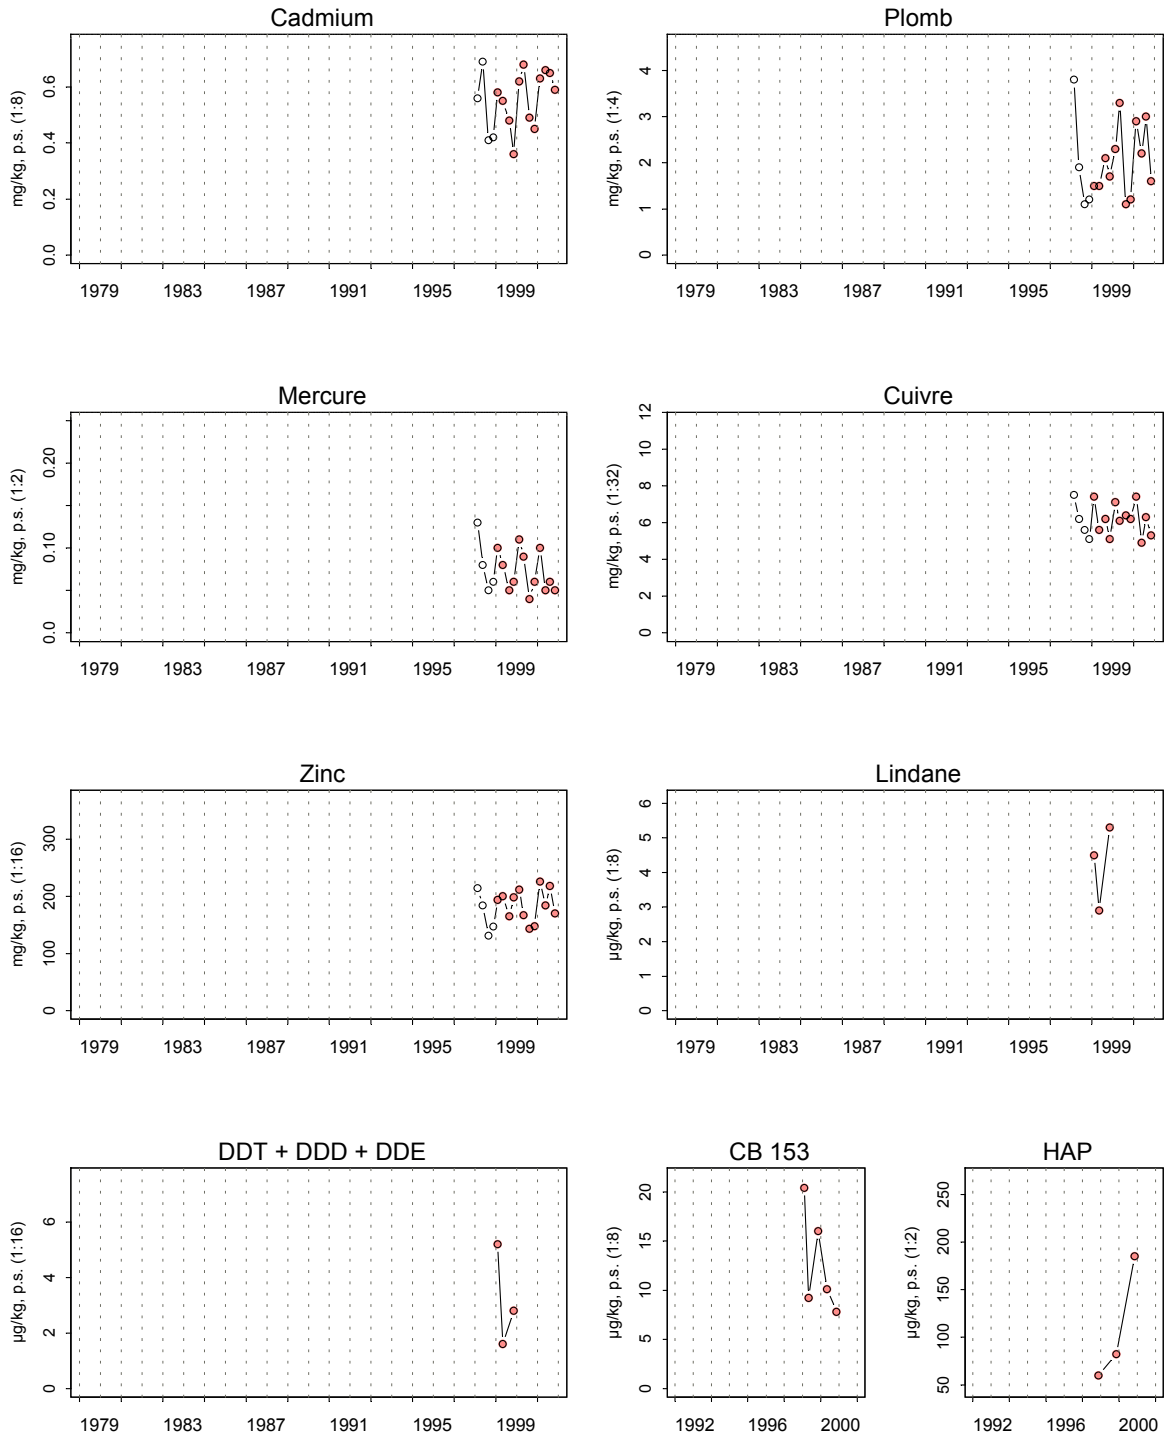 Cadmium
mg/kg, p.s. (1:8)
0.6
0.4
0.2
0.0
1979 1983 1987 1991 1995 1999
Plomb
mg/kg, p.s. (1:4)
4
3
2
1
0
1979 1983 1987 1991 1995 1999
Mercure
mg/kg, p.s. (1:2)
0.20
0.10
0.0
1979 1983 1987 1991 1995 1999
Cuivre
mg/kg, p.s. (1:32)
12
10
8
6
4
2
0
1979 1983 1987 1991 1995 1999
Zinc
mg/kg, p.s. (1:16)
300
200
100
0
1979 1983 1987 1991 1995 1999
Lindane
µg/kg, p.s. (1:8)
6
5
4
3
2
1
0
1979 1983 1987 1991 1995 1999
DDT + DDD + DDE
µg/kg, p.s. (1:16)
6
4
2
0
1979 1983 1987 1991 1995 1999
CB 153
µg/kg, p.s. (1:8)
20
15
10
5
0
1992 1996 2000
HAP
µg/kg, p.s. (1:2)
250
200
150
100
50
1992 1996 2000